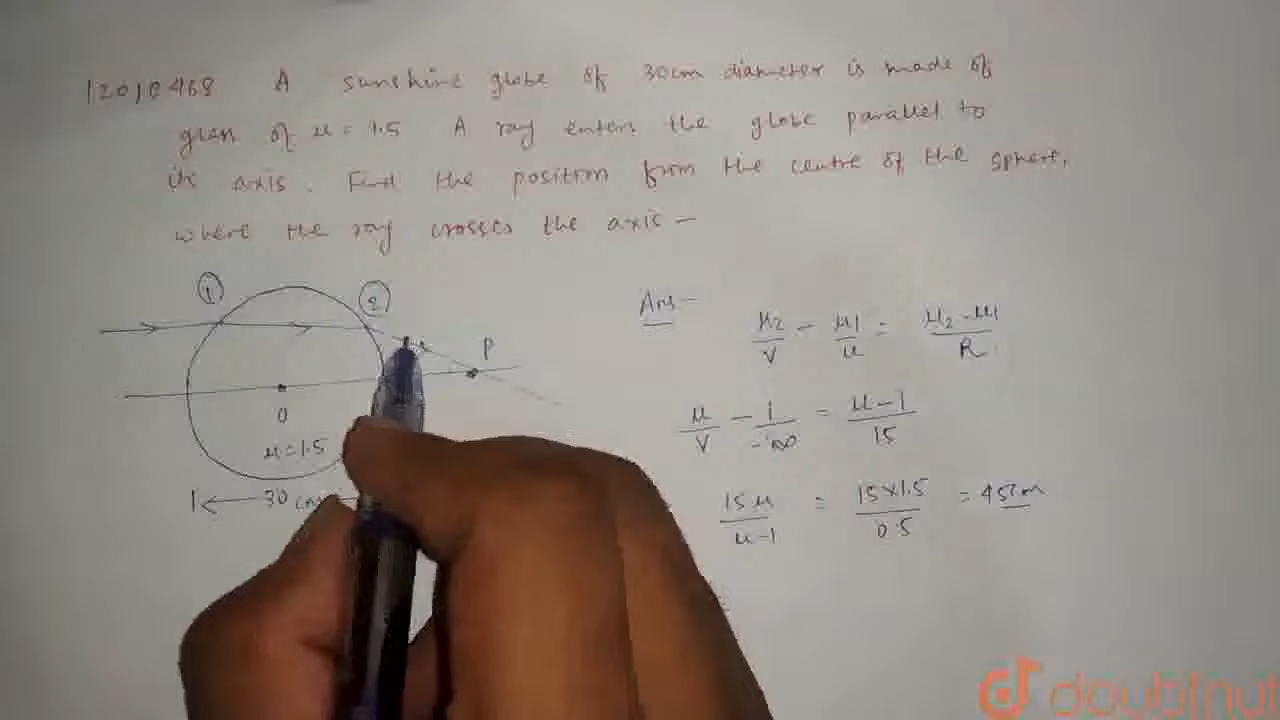 12010468 A sunshine globe of 30cm diameter is made of
glass of μ = 1.5 A ray enters the globe parallel to
its axis. Find the position from the centre of the sphere,
where the ray crosses the axis -
① ②
P
O
μ = 1.5
30 cm
Ans -
μ2/v - μ1/u = μ2-μ1/R
μ/v - 1/-∞ = μ-1/15
15μ/μ-1 = 15×1.5/0.5 = 45cm
doubtnut